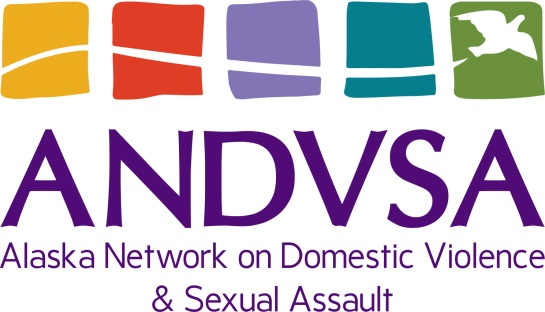 ANDVSA
Alaska Network on Domestic Violence
& Sexual Assault